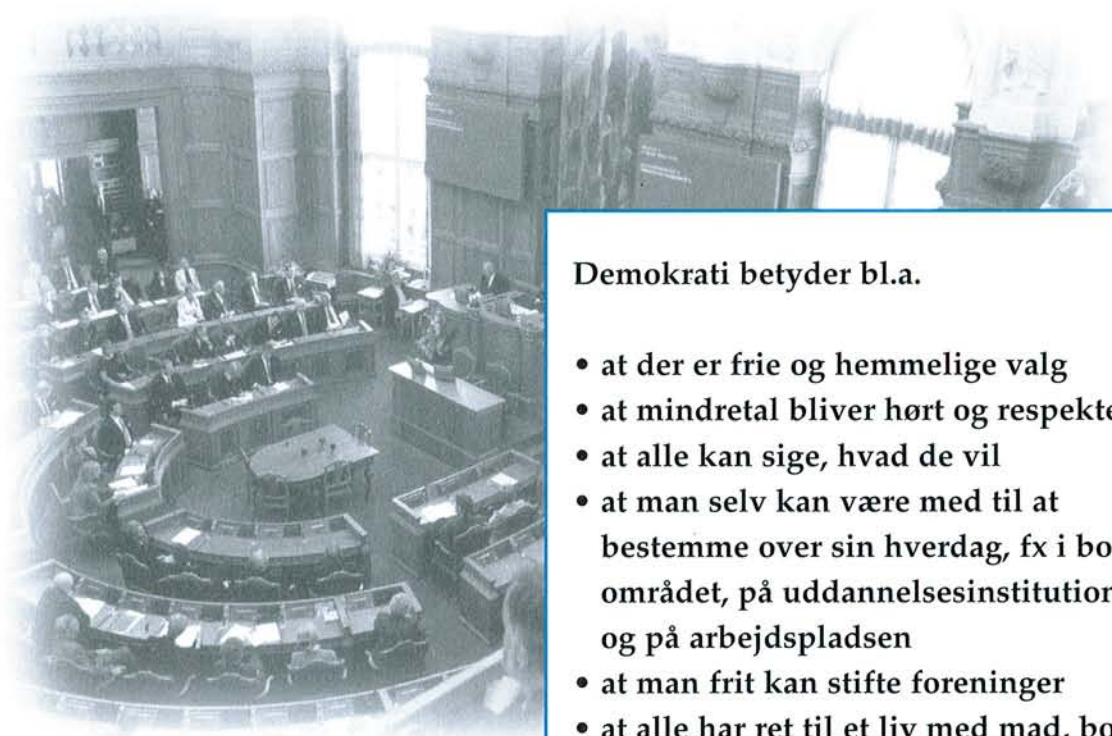 Demokrati betyder bl.a.
• at der er frie og hemmelige valg
• at mindretal bliver hørt og respekte
• at alle kan sige, hvad de vil
• at man selv kan være med til at
bestemme over sin hverdag, fx i bo
området, på uddannelsesinstitution
og på arbejdspladsen
• at man frit kan stifte foreninger
• at alle har ret til et liv med mad, bo